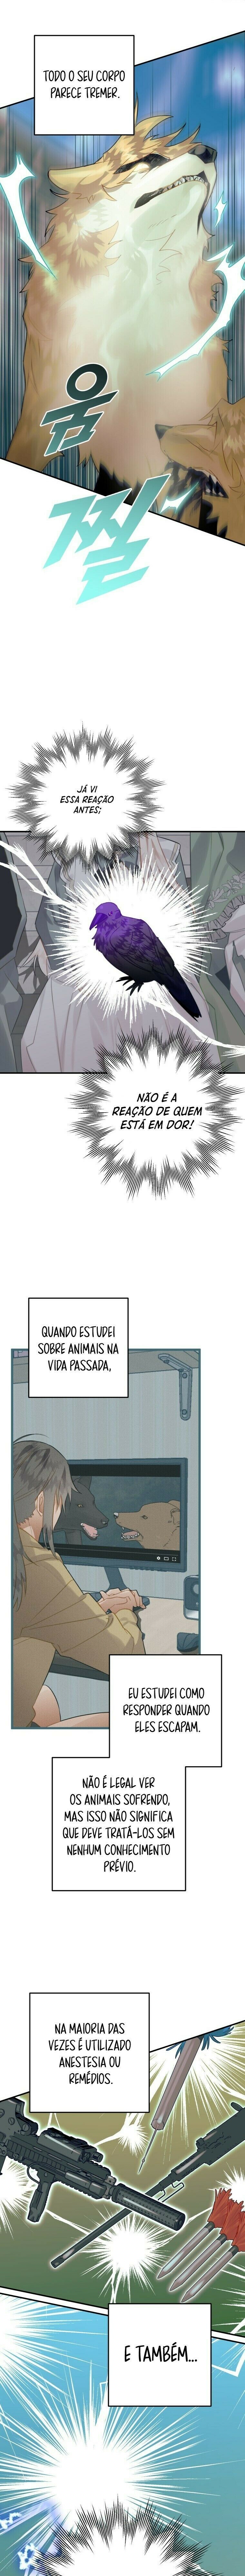 TODO O SEU CORPO
PARECE TREMER.
움
찔
JÁ VI
ESSA REAÇÃO
ANTES;
NÃO É A
REAÇÃO DE QUEM
ESTÁ EM DOR!
QUANDO ESTUDEI
SOBRE ANIMAIS NA
VIDA PASSADA,
EU ESTUDEI COMO
RESPONDER QUANDO
ELES ESCAPAM.
NÃO É LEGAL VER
OS ANIMAIS SOFRENDO,
MAS ISSO NÃO SIGNIFICA
QUE DEVE TRATÁ-LOS SEM
NENHUM CONHECIMENTO
PRÉVIO.
NA MAIORIA DAS
VEZES É UTILIZADO
ANESTESIA OU
REMÉDIOS.
E TAMBÉM...